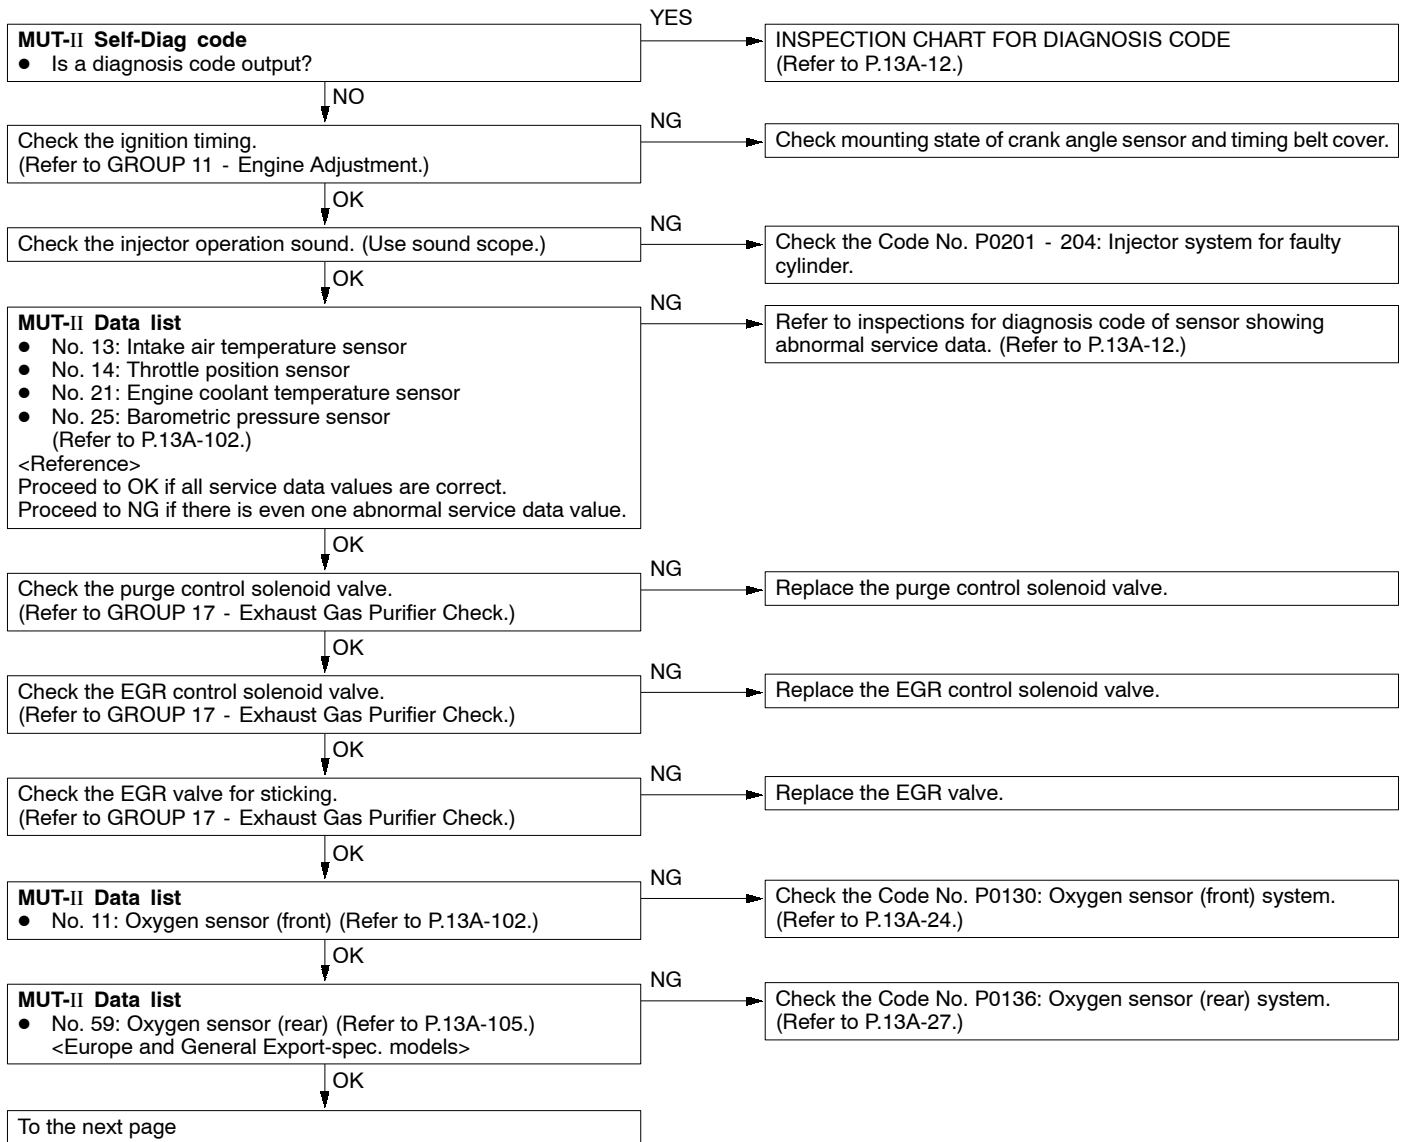 YES
MUT-II Self-Diag code
● Is a diagnosis code output?
INSPECTION CHART FOR DIAGNOSIS CODE
(Refer to P.13A-12.)
NO
Check the ignition timing.
(Refer to GROUP 11 - Engine Adjustment.)
NG
Check mounting state of crank angle sensor and timing belt cover.
OK
Check the injector operation sound. (Use sound scope.)
NG
Check the Code No. P0201 - 204: Injector system for faulty
cylinder.
OK
MUT-II Data list
● No. 13: Intake air temperature sensor
● No. 14: Throttle position sensor
● No. 21: Engine coolant temperature sensor
● No. 25: Barometric pressure sensor
(Refer to P.13A-102.)
<Reference>
Proceed to OK if all service data values are correct.
Proceed to NG if there is even one abnormal service data value.
NG
Refer to inspections for diagnosis code of sensor showing
abnormal service data. (Refer to P.13A-12.)
OK
Check the purge control solenoid valve.
(Refer to GROUP 17 - Exhaust Gas Purifier Check.)
NG
Replace the purge control solenoid valve.
OK
Check the EGR control solenoid valve.
(Refer to GROUP 17 - Exhaust Gas Purifier Check.)
NG
Replace the EGR control solenoid valve.
OK
Check the EGR valve for sticking.
(Refer to GROUP 17 - Exhaust Gas Purifier Check.)
NG
Replace the EGR valve.
OK
MUT-II Data list
● No. 11: Oxygen sensor (front) (Refer to P.13A-102.)
NG
Check the Code No. P0130: Oxygen sensor (front) system.
(Refer to P.13A-24.)
OK
MUT-II Data list
● No. 59: Oxygen sensor (rear) (Refer to P.13A-105.)
<Europe and General Export-spec. models>
NG
Check the Code No. P0136: Oxygen sensor (rear) system.
(Refer to P.13A-27.)
OK
To the next page